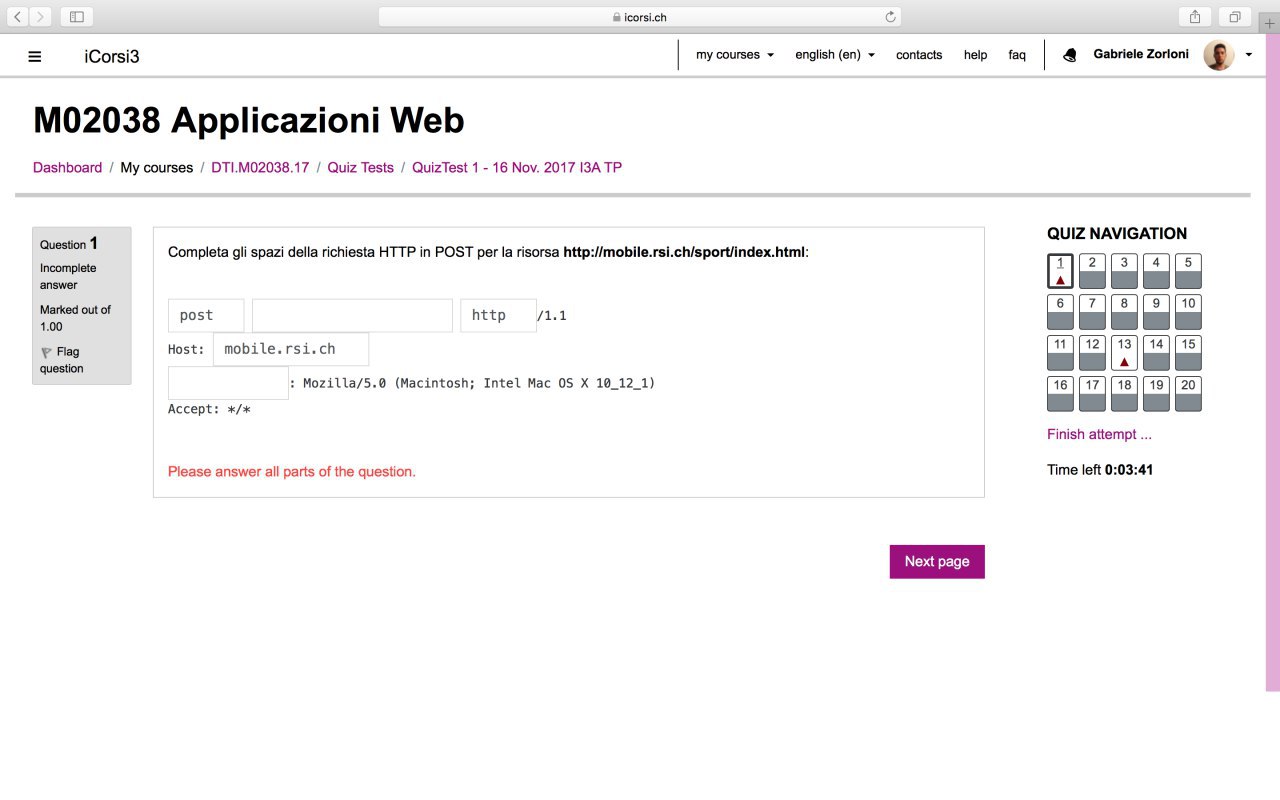 icorsi.ch
iCorsi3
my courses
english (en)
contacts
help
faq
Gabriele Zorloni
M02038 Applicazioni Web
Dashboard / My courses / DTI.M02038.17 / Quiz Tests / QuizTest 1 - 16 Nov. 2017 I3A TP
Question 1
Incomplete
answer
Marked out of
1.00
Flag
question
Completa gli spazi della richiesta HTTP in POST per la risorsa http://mobile.rsi.ch/sport/index.html:
post http /1.1
Host: mobile.rsi.ch
: Mozilla/5.0 (Macintosh; Intel Mac OS X 10_12_1)
Accept: */*
Please answer all parts of the question.
Next page
QUIZ NAVIGATION
1 2 3 4 5
6 7 8 9 10
11 12 13 14 15
16 17 18 19 20
Finish attempt ...
Time left 0:03:41